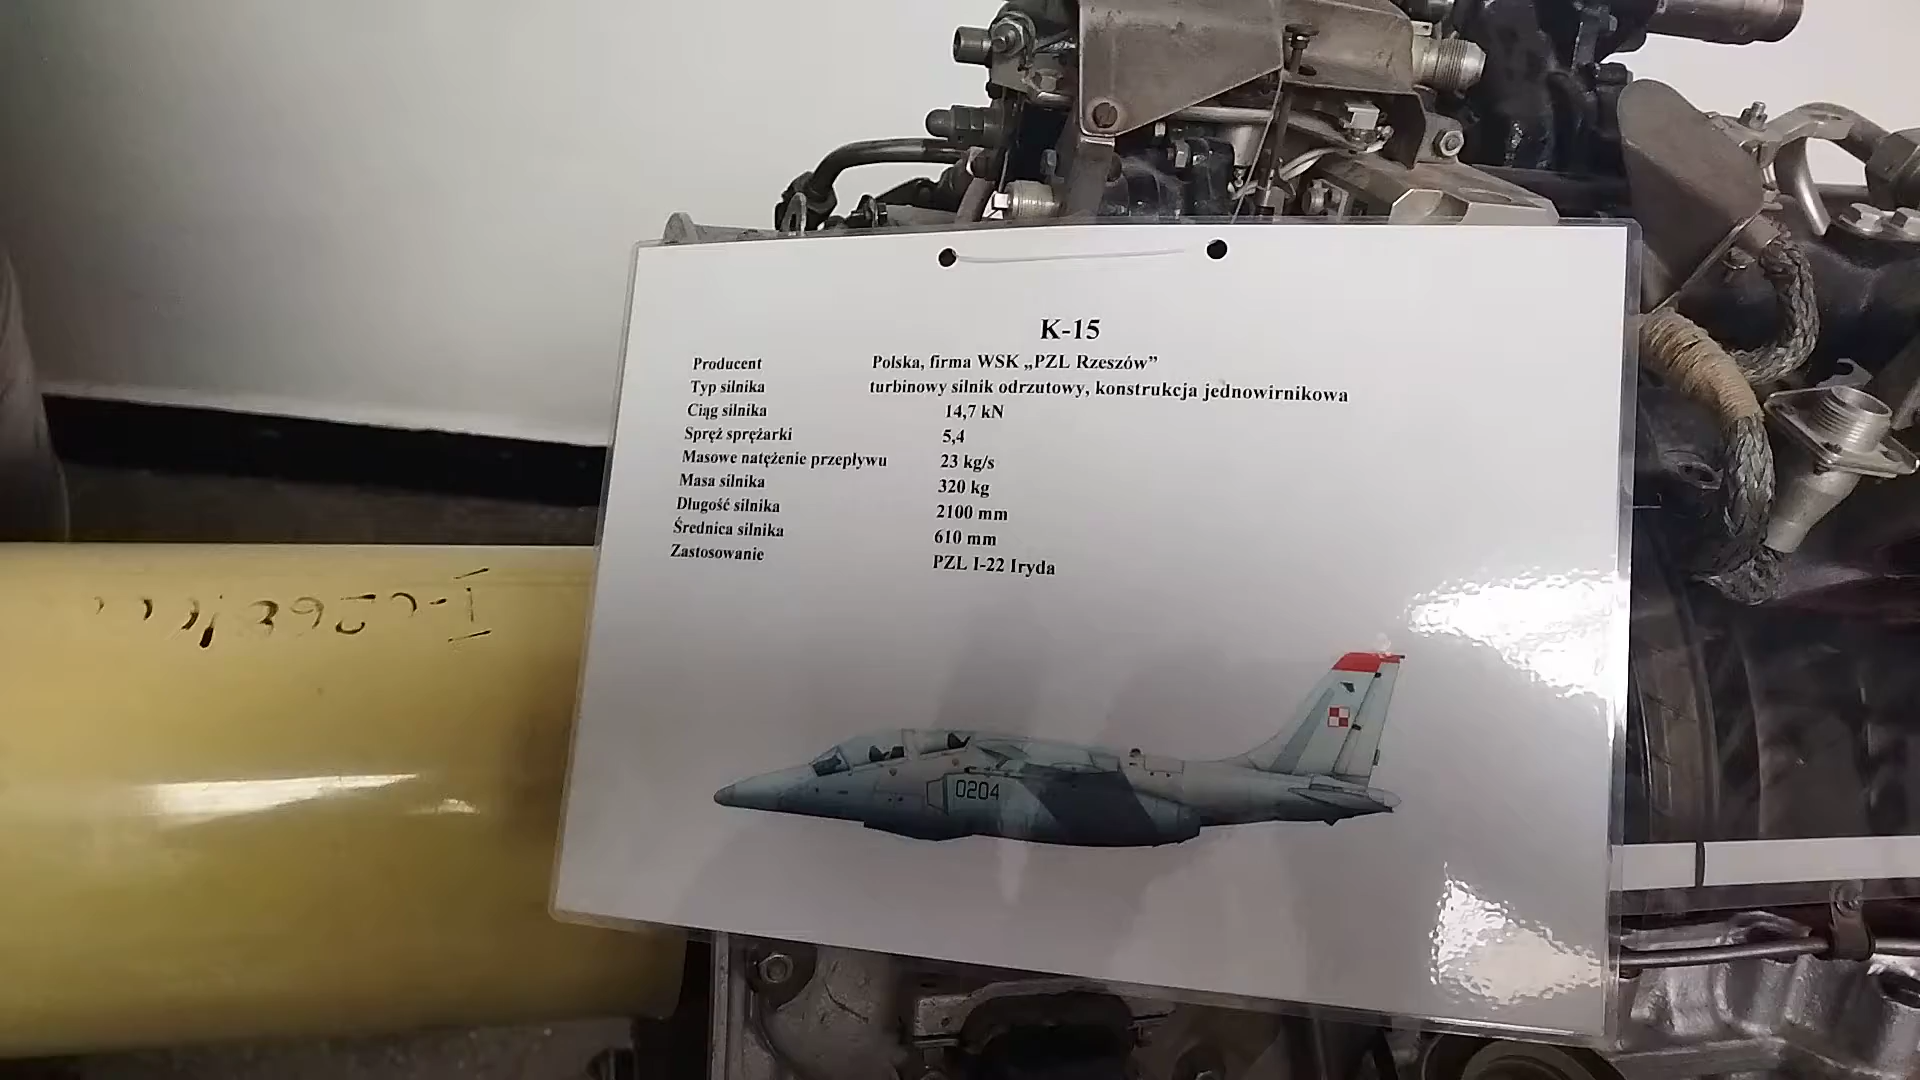 K-15
Producent Polska, firma WSK „PZL Rzeszów”
Typ silnika turbinowy silnik odrzutowy, konstrukcja jednowirnikowa
Ciąg silnika 14,7 kN
Spręż sprężarki 5,4
Masowe natężenie przepływu 23 kg/s
Masa silnika 320 kg
Długość silnika 2100 mm
Średnica silnika 610 mm
Zastosowanie PZL I-22 Iryda
0204